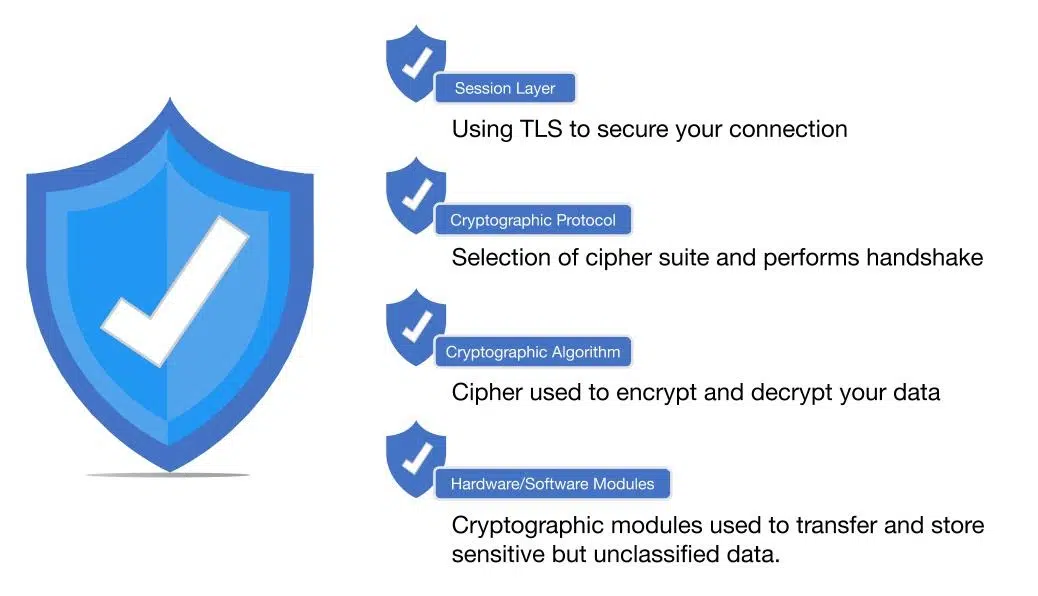 Session Layer
Using TLS to secure your connection
Cryptographic Protocol
Selection of cipher suite and performs handshake
Cryptographic Algorithm
Cipher used to encrypt and decrypt your data
Hardware/Software Modules
Cryptographic modules used to transfer and store
sensitive but unclassified data.